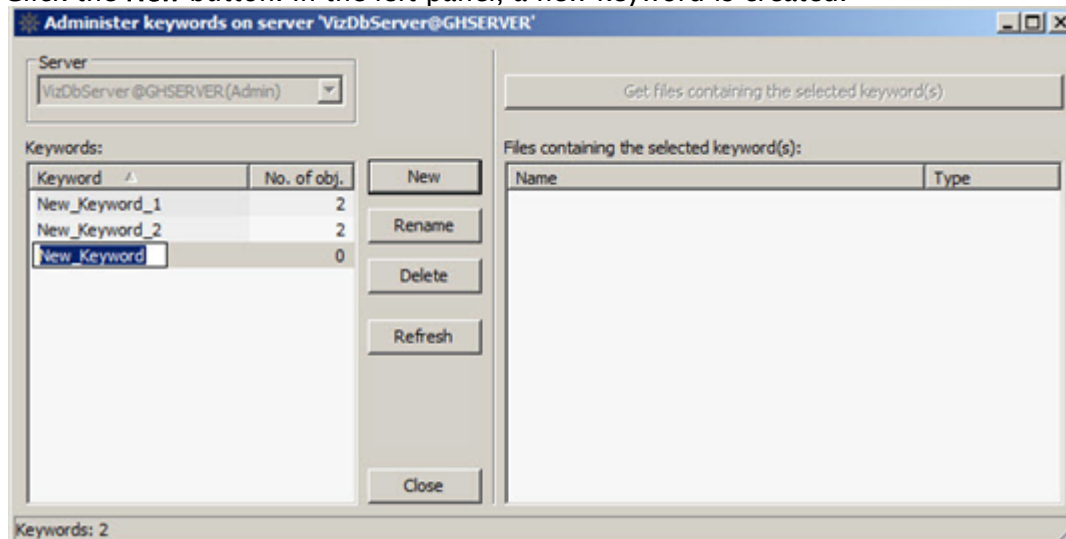 Click the New button. In the left panel, a new keyword is created.
Administer keywords on server 'VizDbServer@GHSERVER'
Server
VizDbServer@GHSERVER(Admin)
Get files containing the selected keyword(s)
Keywords:
Files containing the selected keyword(s):
Keyword No. of obj. New Name Type
New_Keyword_1 2
New_Keyword_2 2 Rename
New_Keyword 0
Delete
Refresh
Close
Keywords: 2